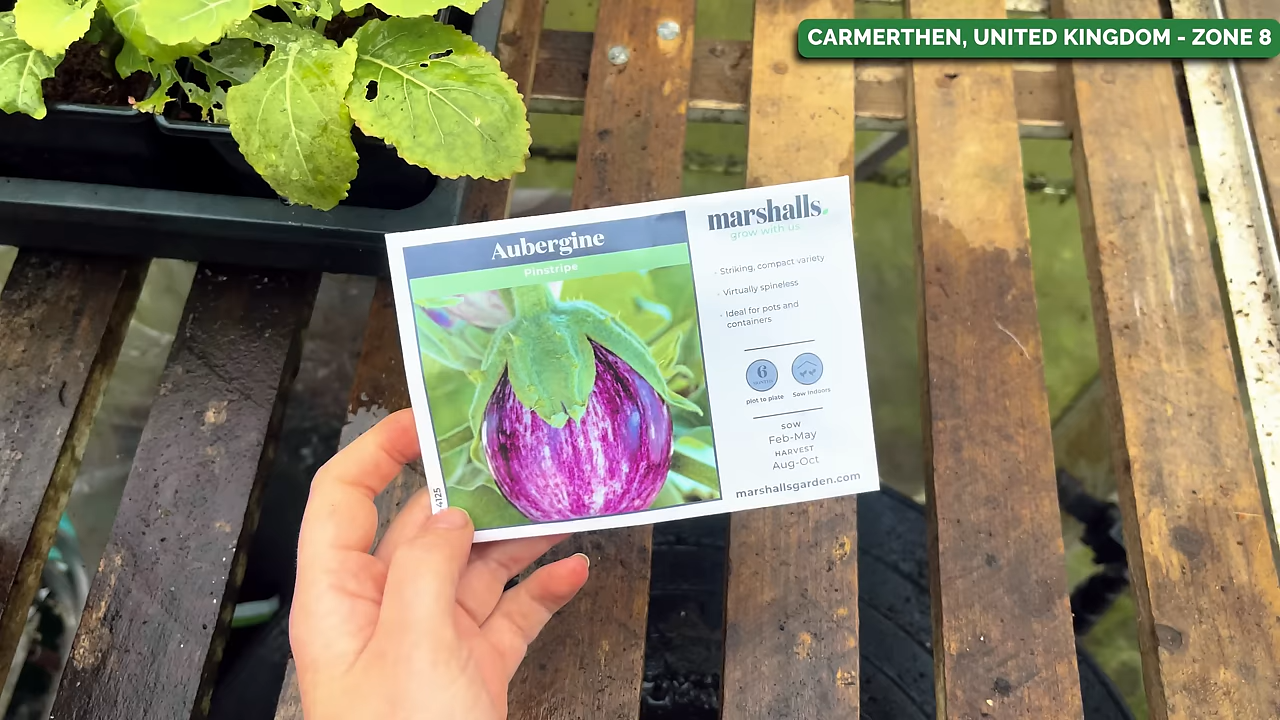 CARMERTHEN, UNITED KINGDOM - ZONE 8
Aubergine
Pinstripe
4125
marshalls.
grow with us
· Striking, compact variety
· Virtually spineless
· Ideal for pots and
containers
6
plot to plate
Sow indoors
SOW
Feb-May
HARVEST
Aug-Oct
marshallsgarden.com